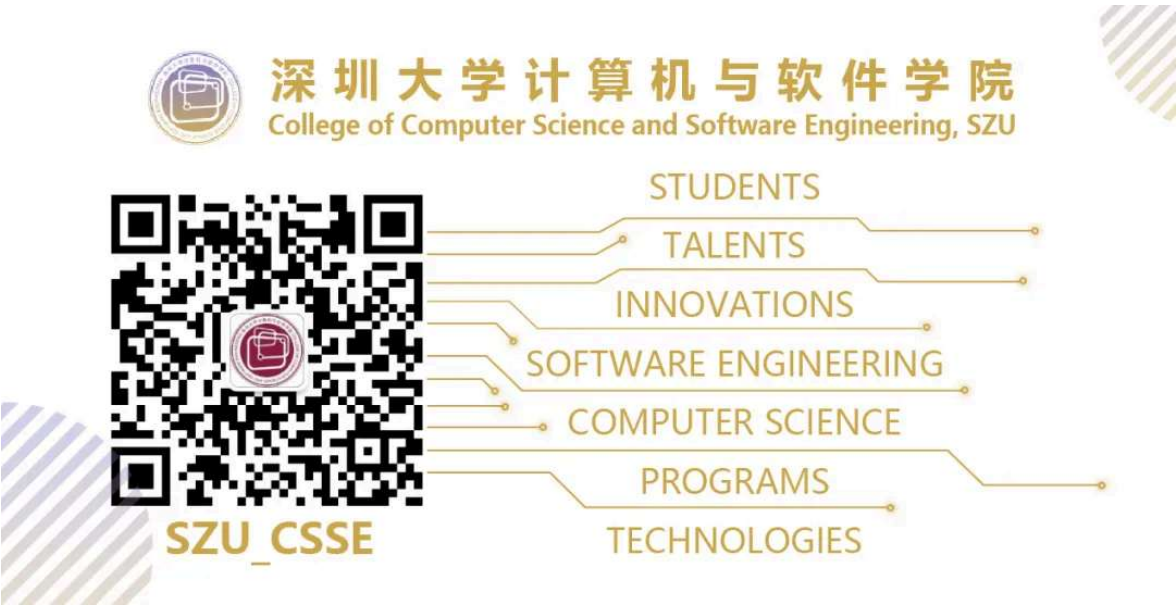 深圳大学计算机与软件学院
College of Computer Science and Software Engineering, SZU
STUDENTS
TALENTS
INNOVATIONS
SOFTWARE ENGINEERING
COMPUTER SCIENCE
PROGRAMS
TECHNOLOGIES
SZU_CSSE